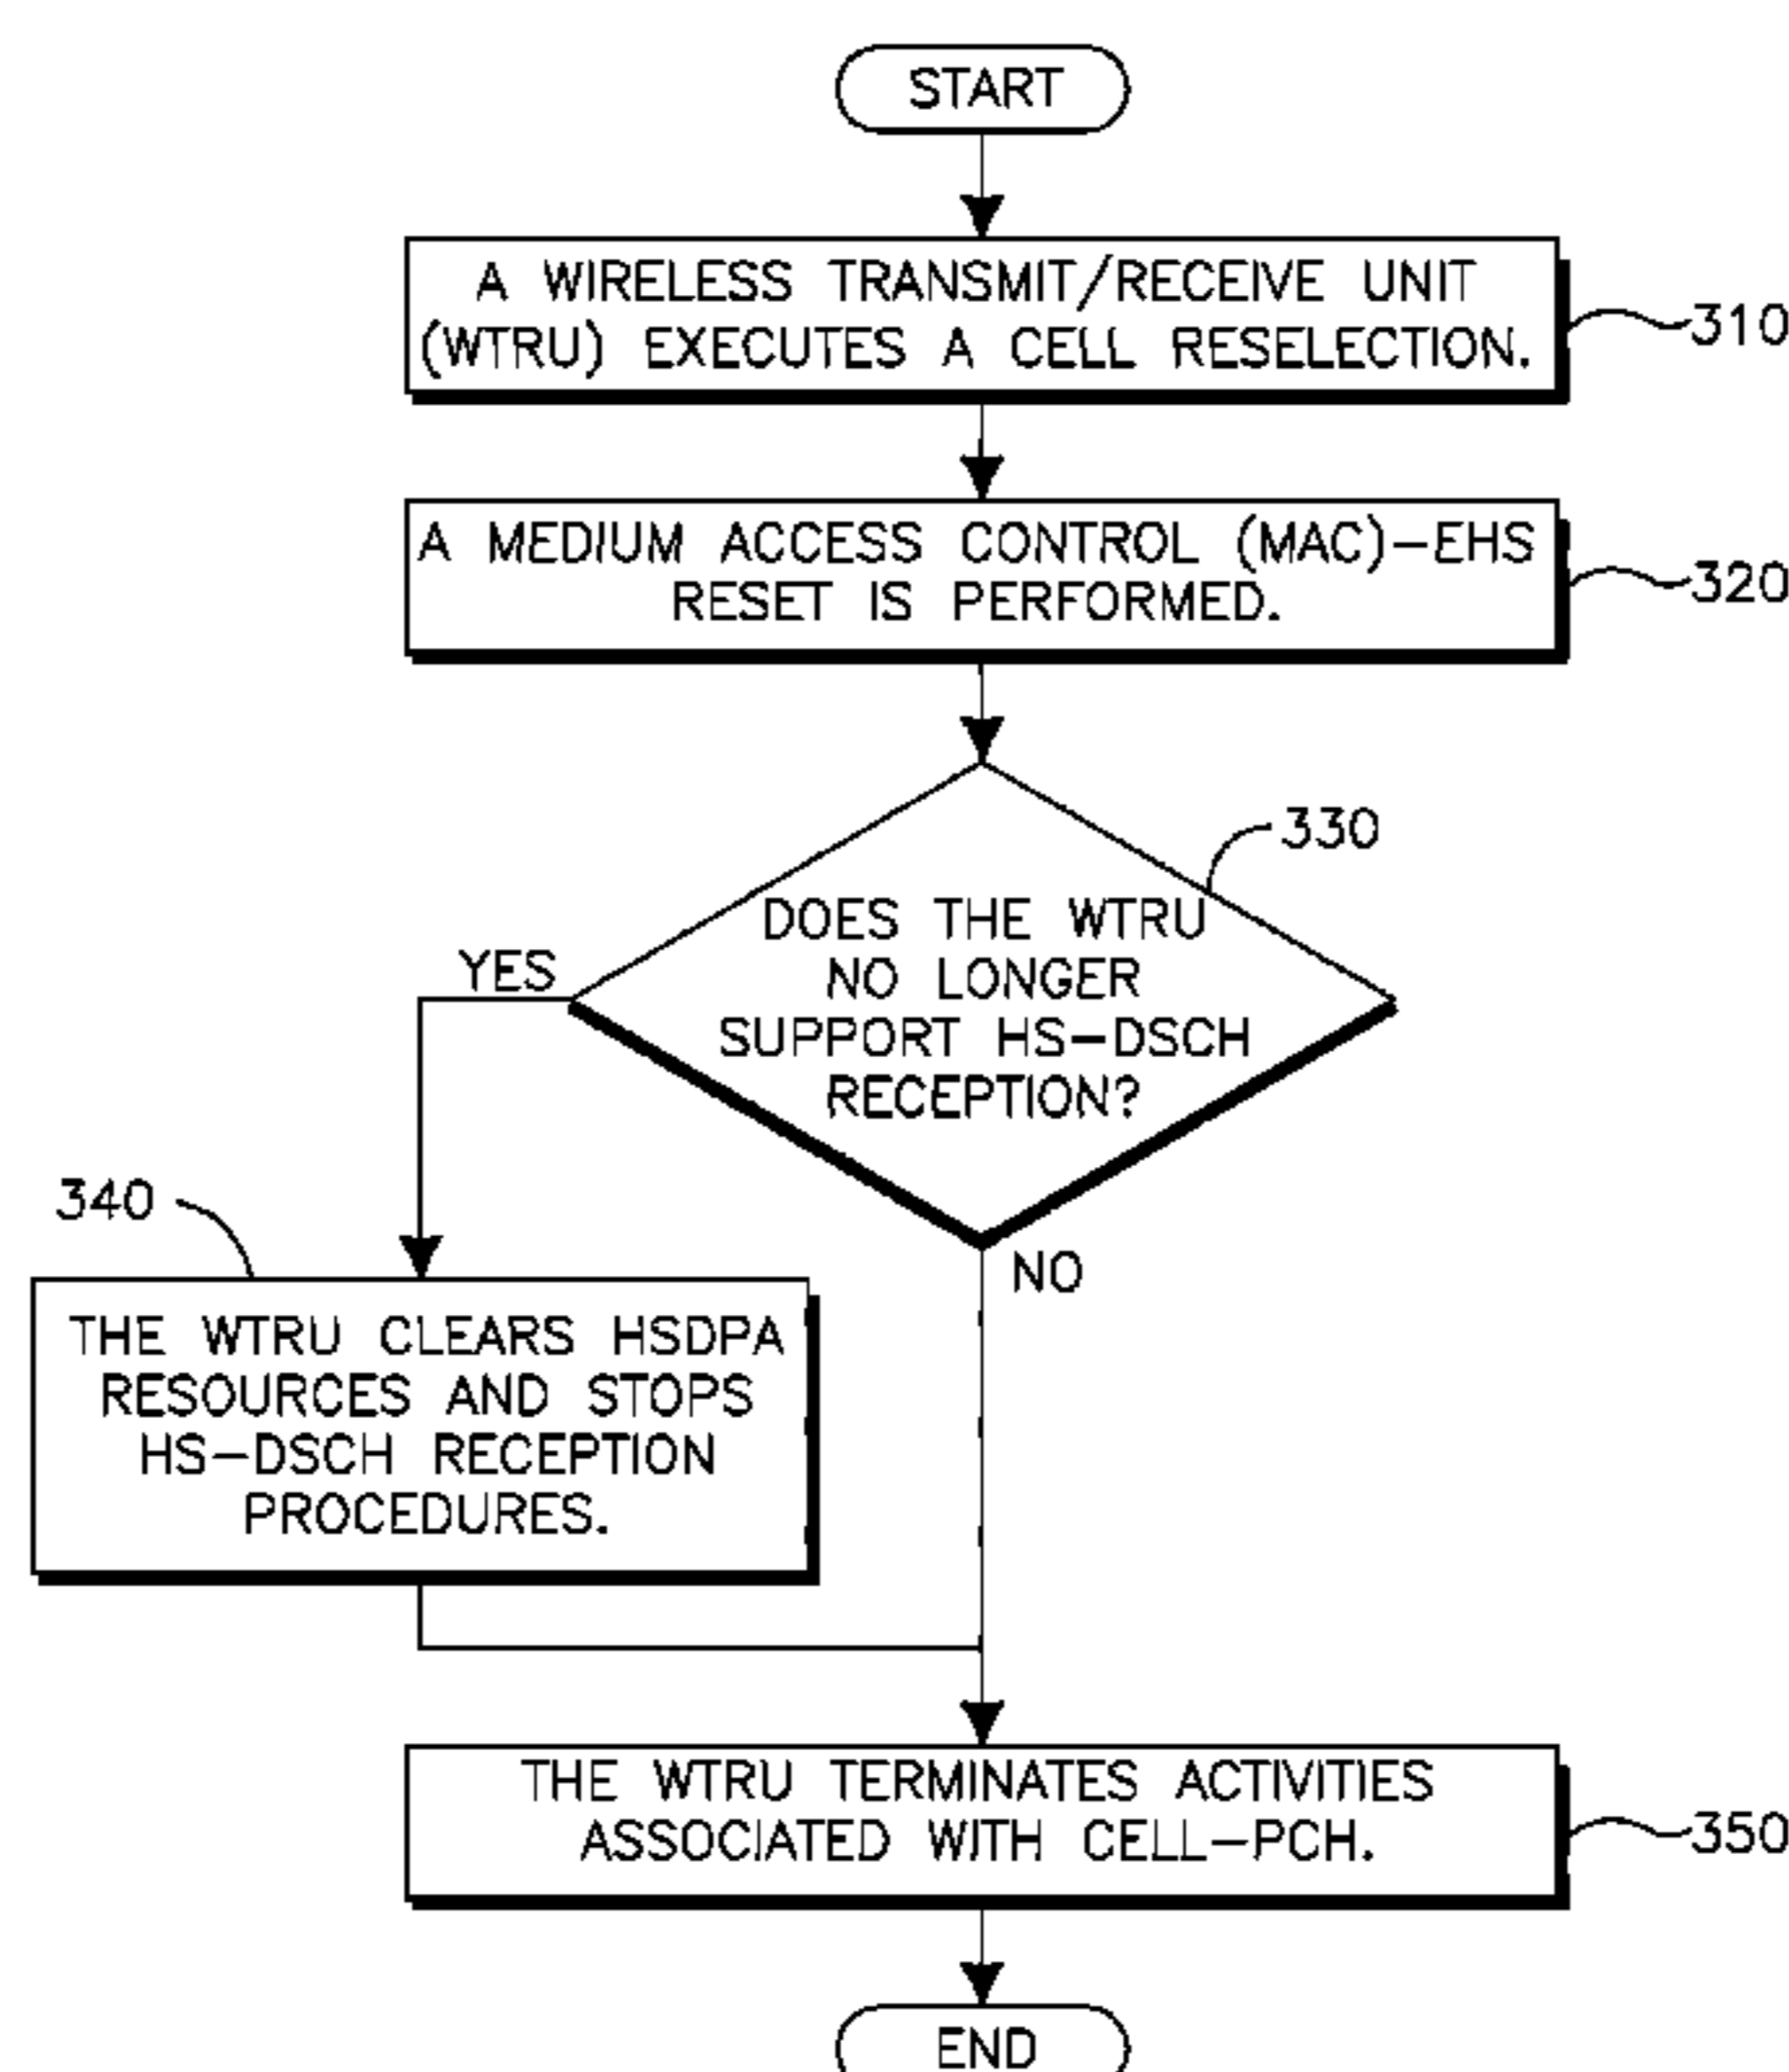 START
A WIRELESS TRANSMIT/RECEIVE UNIT
(WTRU) EXECUTES A CELL RESELECTION.
310
A MEDIUM ACCESS CONTROL (MAC)-EHS
RESET IS PERFORMED.
320
330
DOES THE WTRU
NO LONGER
SUPPORT HS-DSCH
RECEPTION?
YES
NO
340
THE WTRU CLEARS HSDPA
RESOURCES AND STOPS
HS-DSCH RECEPTION
PROCEDURES.
THE WTRU TERMINATES ACTIVITIES
ASSOCIATED WITH CELL-PCH.
350
END